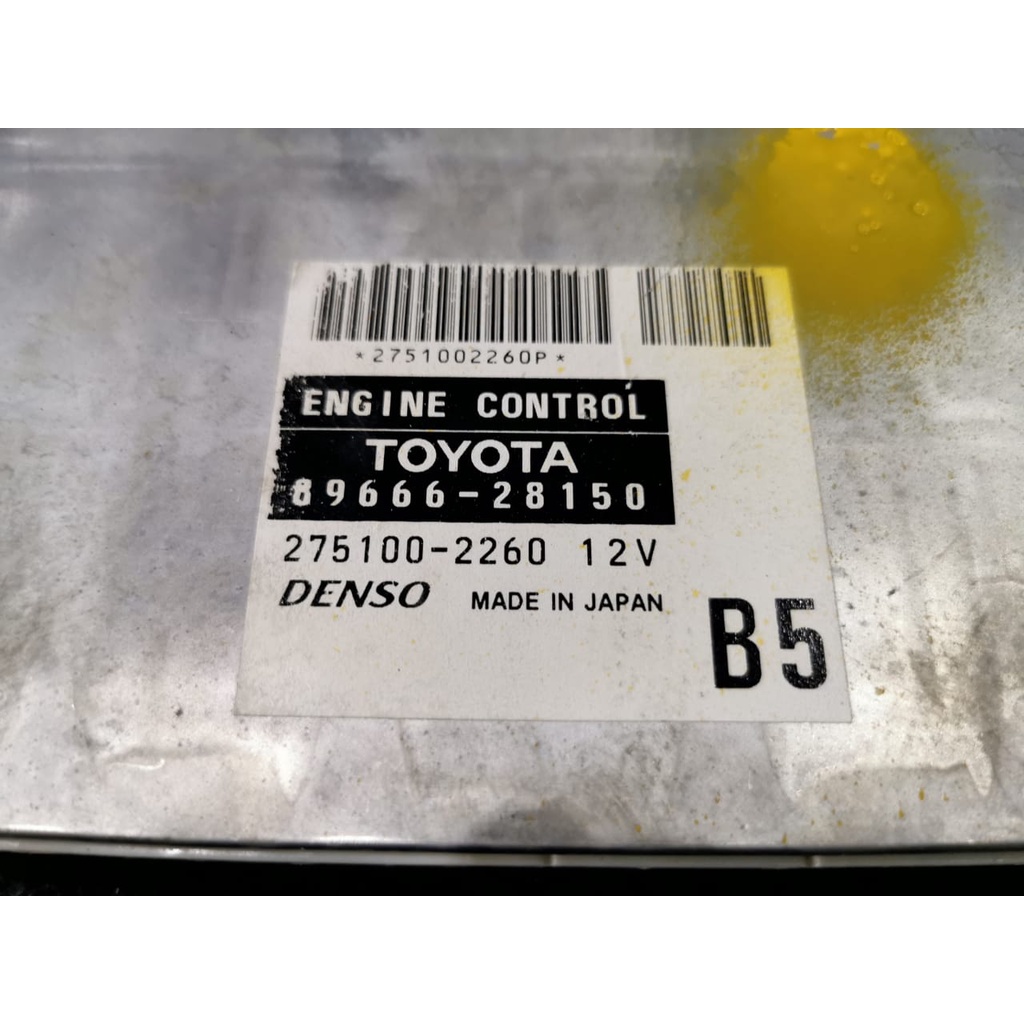 *2751002260P*
ENGINE CONTROL
TOYOTA
89666-28150
275100-2260 12V
DENSO MADE IN JAPAN
B5